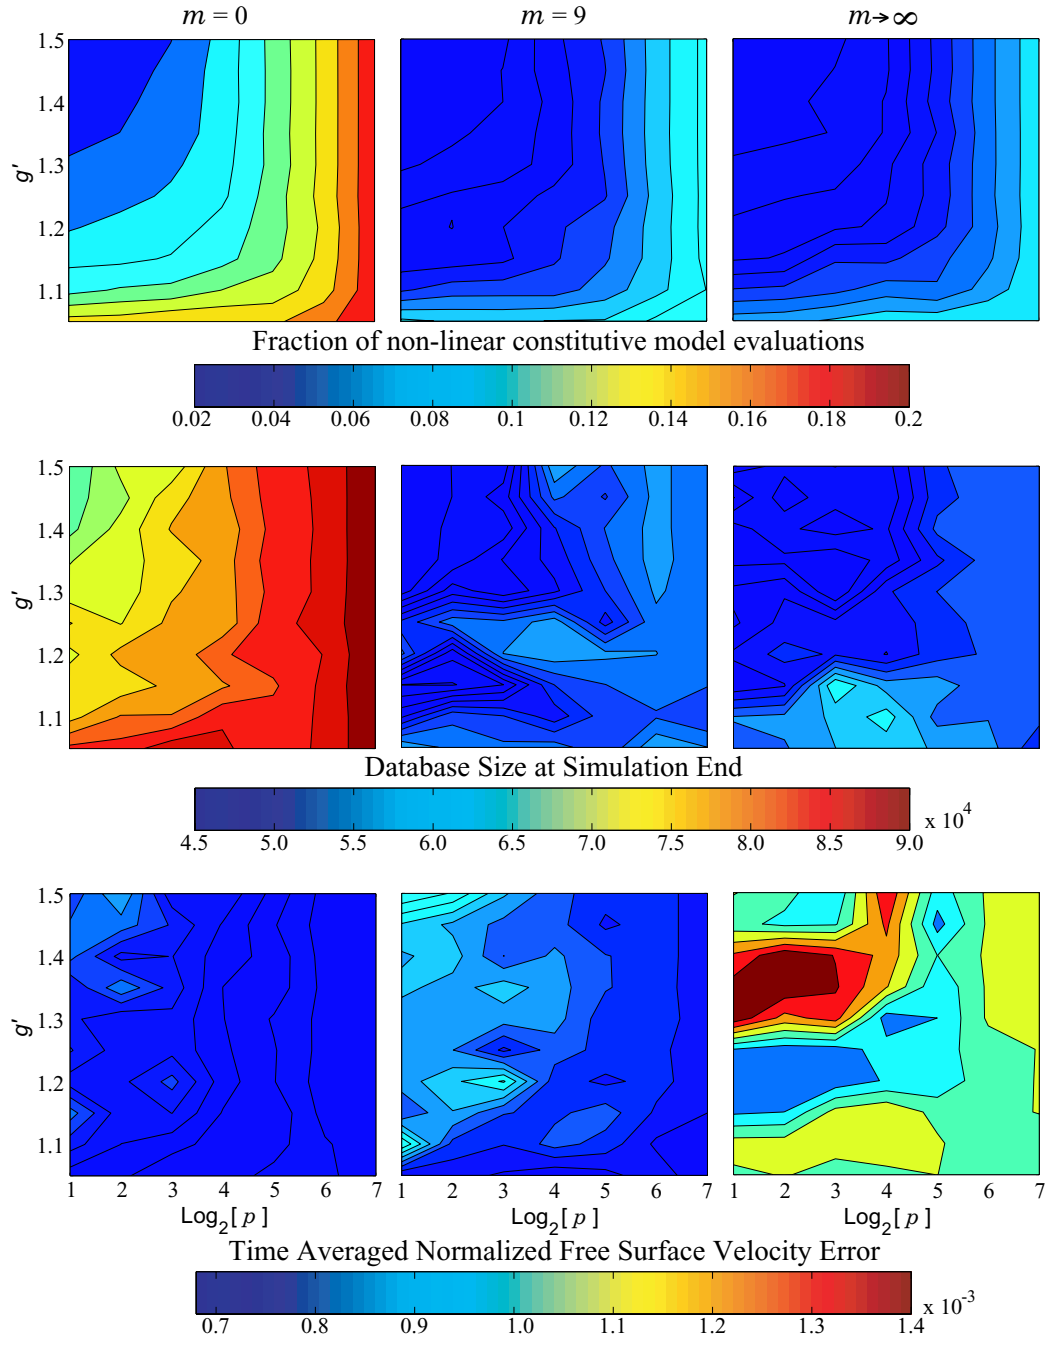 m = 0 m = 9 m→∞
1.5
1.4
1.3
g′
1.2
1.1
Fraction of non-linear constitutive model evaluations
0.02 0.04 0.06 0.08 0.1 0.12 0.14 0.16 0.18 0.2
1.5
1.4
1.3
g′
1.2
1.1
Database Size at Simulation End
4.5 5.0 5.5 6.0 6.5 7.0 7.5 8.0 8.5 9.0 x 10⁴
1.5
1.4
1.3
g′
1.2
1.1
1 2 3 4 5 6 7 1 2 3 4 5 6 7 1 2 3 4 5 6 7
Log₂[ p ] Log₂[ p ] Log₂[ p ]
Time Averaged Normalized Free Surface Velocity Error
0.7 0.8 0.9 1.0 1.1 1.2 1.3 1.4 x 10⁻³